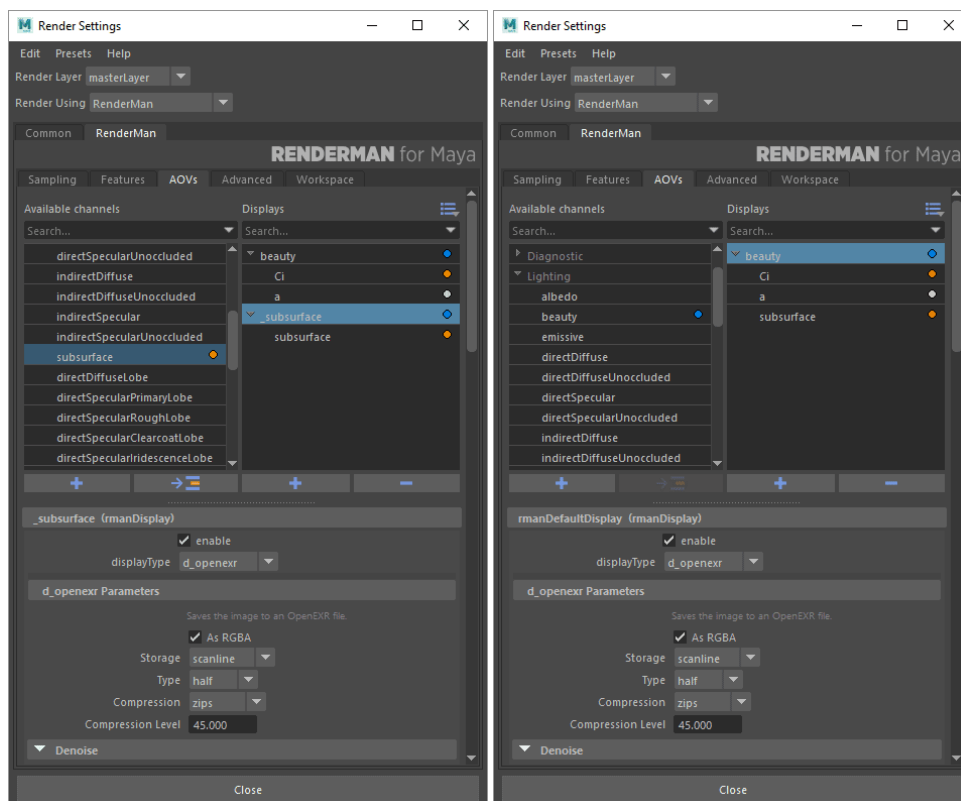 Render Settings
Edit Presets Help
Render Layer masterLayer
Render Using RenderMan
Common RenderMan
RENDERMAN for Maya
Sampling Features AOVs Advanced Workspace
Available channels Displays
Search... Search...
directSpecularUnoccluded beauty
indirectDiffuse Ci
indirectDiffuseUnoccluded a
indirectSpecular _subsurface
indirectSpecularUnoccluded subsurface
subsurface
directDiffuseLobe
directSpecularPrimaryLobe
directSpecularRoughLobe
directSpecularClearcoatLobe
directSpecularIridescenceLobe
_subsurface (rmanDisplay)
enable
displayType d_openexr
d_openexr Parameters
Saves the image to an OpenEXR file.
As RGBA
Storage scanline
Type half
Compression zips
Compression Level 45.000
Denoise
Close
Render Settings
Edit Presets Help
Render Layer masterLayer
Render Using RenderMan
Common RenderMan
RENDERMAN for Maya
Sampling Features AOVs Advanced Workspace
Available channels Displays
Search... Search...
Diagnostic beauty
Lighting Ci
albedo a
beauty subsurface
emissive
directDiffuse
directDiffuseUnoccluded
directSpecular
directSpecularUnoccluded
indirectDiffuse
indirectDiffuseUnoccluded
rmanDefaultDisplay (rmanDisplay)
enable
displayType d_openexr
d_openexr Parameters
Saves the image to an OpenEXR file.
As RGBA
Storage scanline
Type half
Compression zips
Compression Level 45.000
Denoise
Close